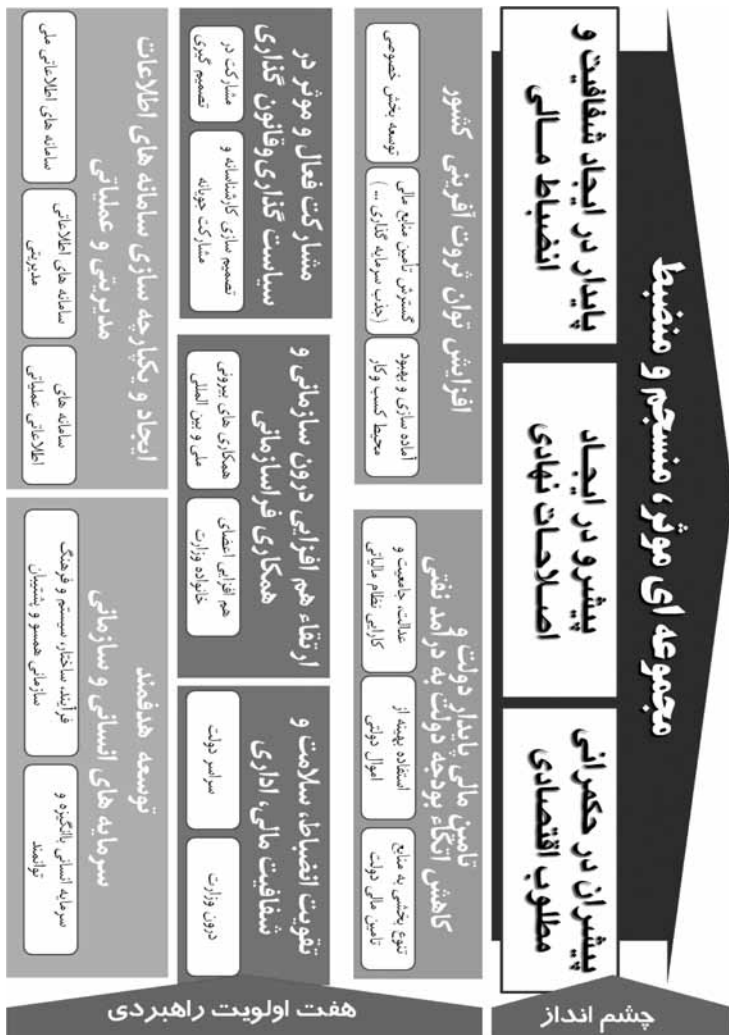 چشم انداز
مجموعه ای موثر، منسجم و منضبط
پیشران در حکمرانی
مطلوب اقتصادی
پیشرو در ایجاد
اصلاحات نهادی
پایدار در ایجاد شفافیت و
انضباط مالی
هفت اولویت راهبردی
تامین مالی پایدار دولت و
کاهش اتکاء بودجه دولت به درآمد نفتی
تنوع بخشی به منابع
تامین مالی دولت
استفاده بهینه از
اموال دولتی
عدالت، جامعیت و
کارایی نظام مالیاتی
افزایش توان ثروت آفرینی کشور
آماده سازی و بهبود
محیط کسب وکار
گسترش تأمین منابع مالی
(جذب سرمایه گذاری ...)
توسعه بخش خصوصی
تقویت انضباط، سلامت و
شفافیت مالی، اداری
درون وزارت
سراسر دولت
ارتقاء هم افزایی درون سازمانی و
همکاری فراسازمانی
هم افزایی اعضای
خانواده وزارت
همکاری های بیرونی
ملی و بین المللی
مشارکت فعال و موثر در
سیاست گذاری وقانون گذاری
تصمیم سازی کارشناسانه و
مشارکت جویانه
مشارکت در
تصمیم گیری
توسعه هدفمند
سرمایه های انسانی و سازمانی
سرمایه انسانی باانگیزه و
توانمند
فرآیند، ساختار، سیستم و فرهنگ
سازمانی همسو و پشتیبان
ایجاد و یکپارچه سازی سامانه های اطلاعات
مدیریتی و عملیاتی
سامانه های
اطلاعاتی عملیاتی
سامانه های اطلاعاتی
مدیریتی
سامانه های اطلاعاتی ملی